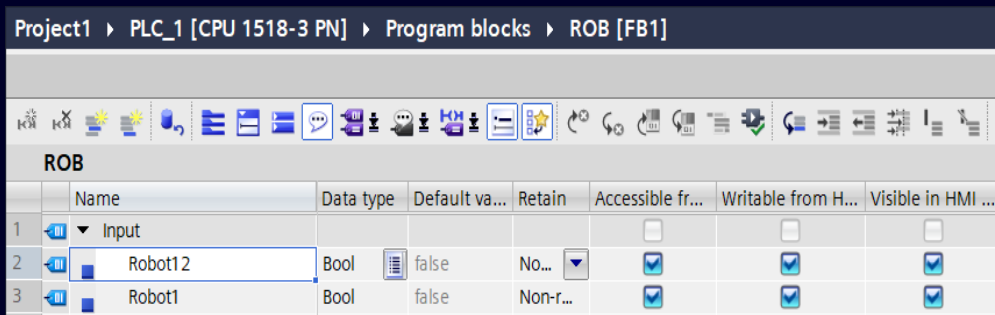 Project1 ▸ PLC_1 [CPU 1518-3 PN] ▸ Program blocks ▸ ROB [FB1]
ROB
Name Data type Default va... Retain Accessible fr... Writable from H... Visible in HMI ...
1 Input
2 Robot12 Bool false No...
3 Robot1 Bool false Non-r...